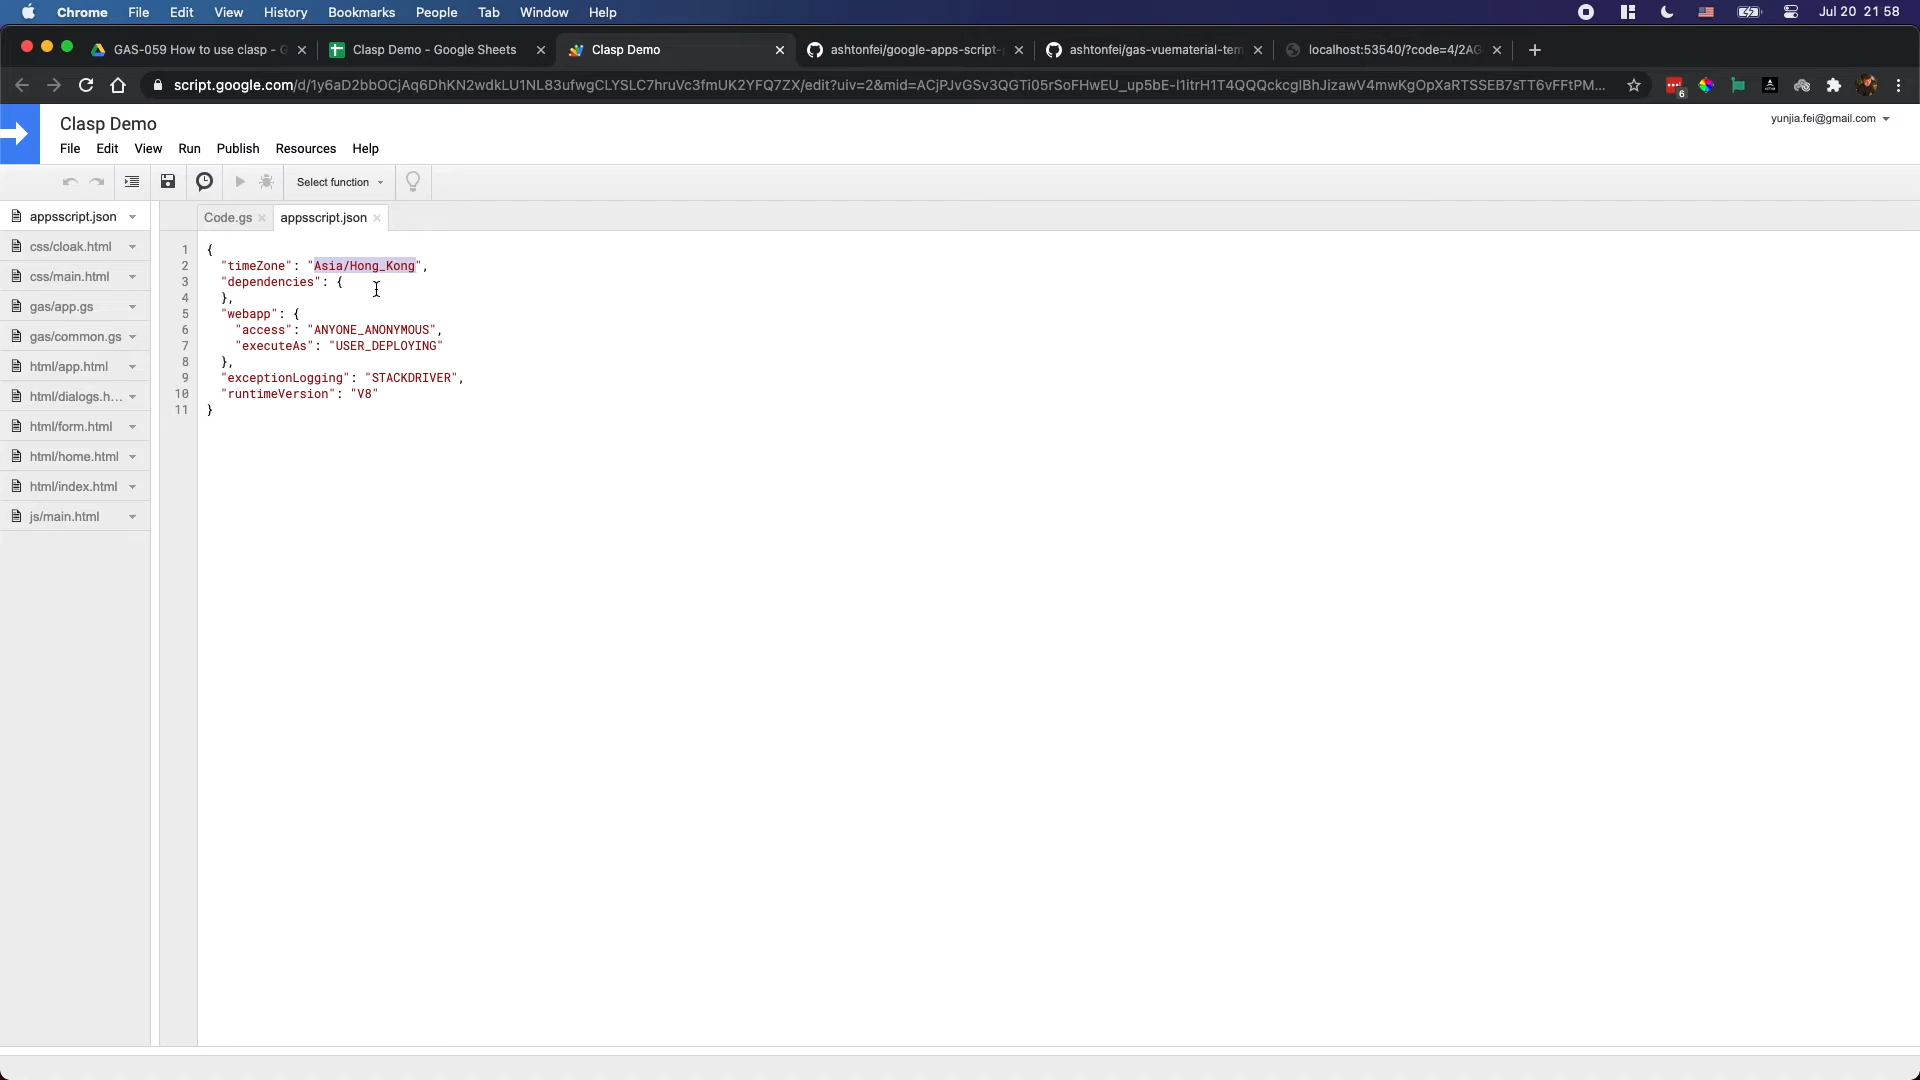 Chrome File Edit View History Bookmarks People Tab Window Help Jul 20 21 58
GAS-059 How to use clasp - G
Clasp Demo - Google Sheets
Clasp Demo
ashtonfei/google-apps-script-
ashtonfei/gas-vuematerial-tem
localhost:53540/?code=4/2AG
script.google.com/d/1y6aD2bbOCjAq6DhKN2wdkLU1NL83ufwgCLYSLC7hruVc3fmUK2YFQ7ZX/edit?uiv=2&mid=ACjPJvGSv3QGTi05rSoFHwEU_up5bE-I1itrH1T4QQQckcgIBhJizawV4mwKgOpXaRTSSEB7sTT6vFFtPM...
6
Clasp Demo
yunjia.fei@gmail.com
File Edit View Run Publish Resources Help
Select function
appsscript.json
css/cloak.html
css/main.html
gas/app.gs
gas/common.gs
html/app.html
html/dialogs.h...
html/form.html
html/home.html
html/index.html
js/main.html
Code.gs
appsscript.json
1 {
2 "timeZone": "Asia/Hong_Kong",
3 "dependencies": {
4 },
5 "webapp": {
6 "access": "ANYONE_ANONYMOUS",
7 "executeAs": "USER_DEPLOYING"
8 },
9 "exceptionLogging": "STACKDRIVER",
10 "runtimeVersion": "V8"
11 }